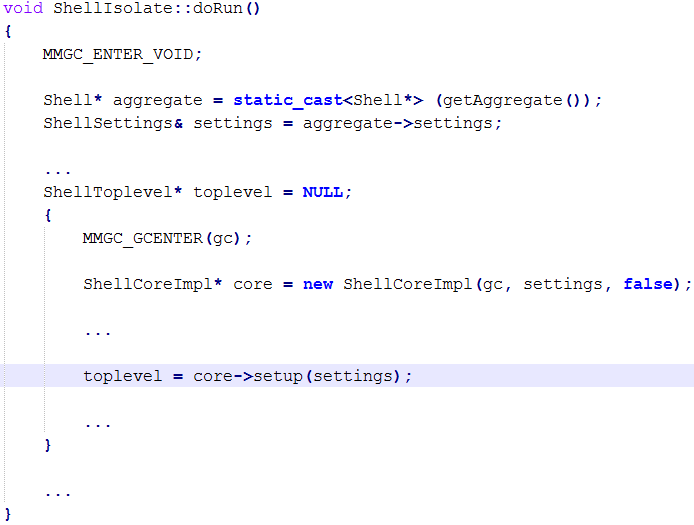 void ShellIsolate::doRun()
{
    MMGC_ENTER_VOID;
    Shell* aggregate = static_cast<Shell*> (getAggregate());
    ShellSettings& settings = aggregate->settings;
    ...
    ShellToplevel* toplevel = NULL;
    {
        MMGC_GCENTER(gc);
        ShellCoreImpl* core = new ShellCoreImpl(gc, settings, false);
        ...
        toplevel = core->setup(settings);
        ...
    }
    ...
}